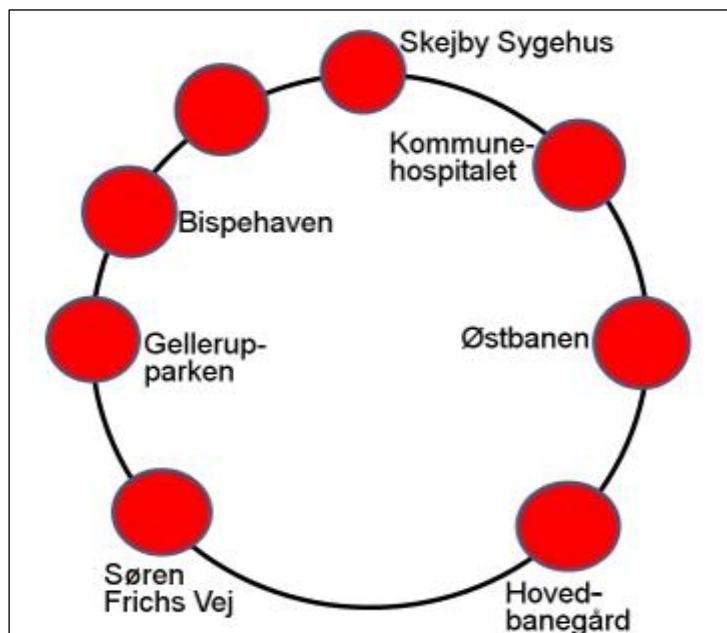 Skejby Sygehus
Kommune-
hospitalet
Bispehaven
Østbanen
Gellerup-
parken
Søren
Frichs Vej
Hoved-
banegård